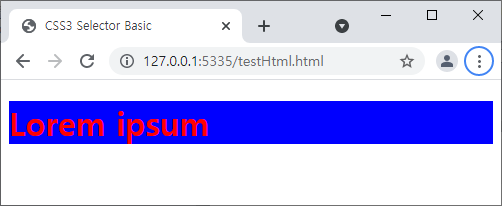 CSS3 Selector Basic
127.0.0.1:5335/testHtml.html
Lorem ipsum